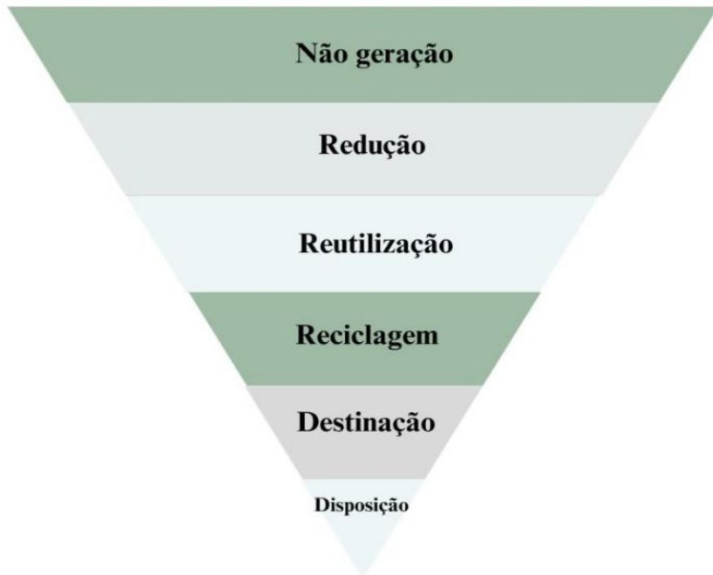 Não geração
Redução
Reutilização
Reciclagem
Destinação
Disposição